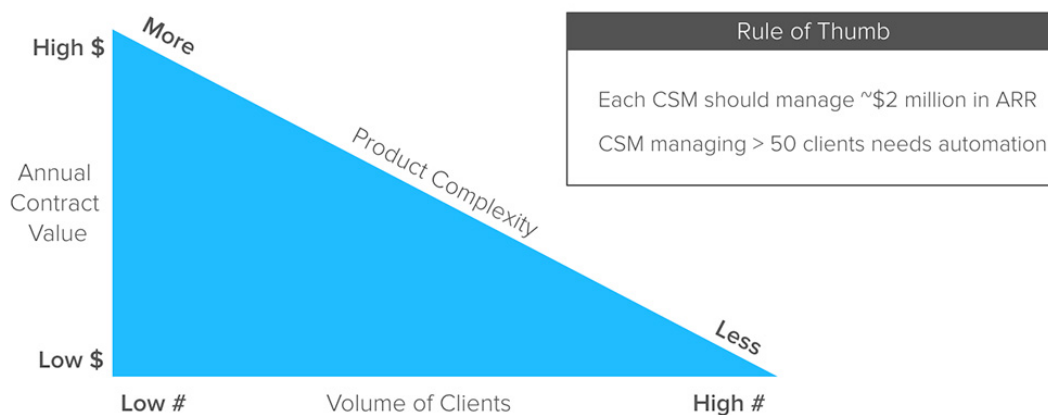 More
High $
Product Complexity
Annual
Contract
Value
Less
Low $
Low #
Volume of Clients
High #
Rule of Thumb
Each CSM should manage ~$2 million in ARR
CSM managing > 50 clients needs automation